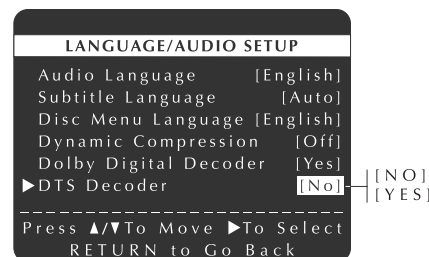 LANGUAGE/AUDIO SETUP
Audio Language [English]
Subtitle Language [Auto]
Disc Menu Language [English]
Dynamic Compression [Off]
Dolby Digital Decoder [Yes]
▶DTS Decoder [No]
[NO]
[YES]
Press ▲/▼To Move ▶To Select
RETURN to Go Back